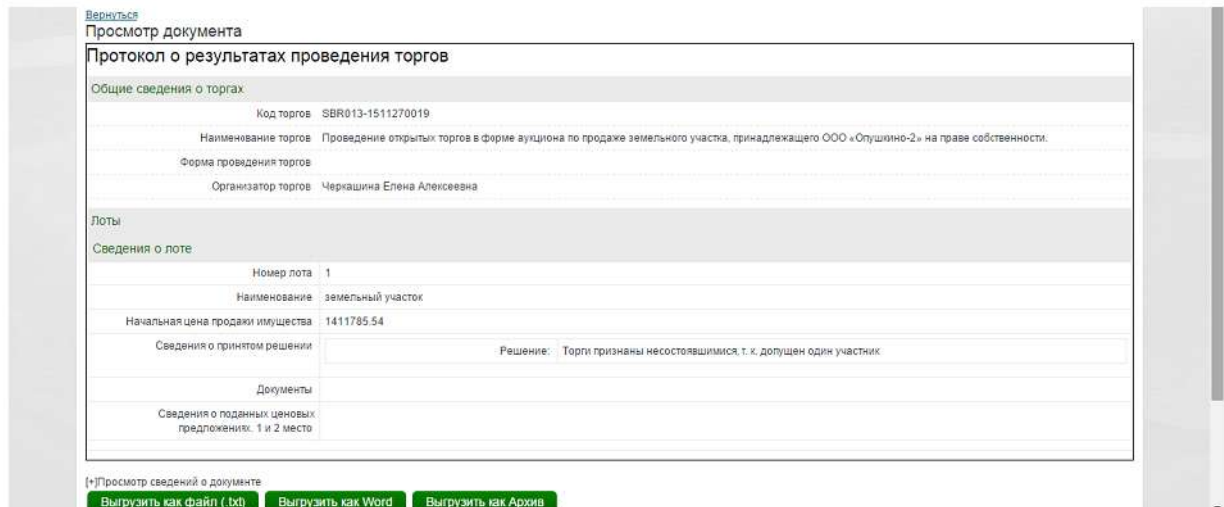 Вернуться
Просмотр документа
Протокол о результатах проведения торгов
Общие сведения о торгах
Код торгов SBR013-1511270019
Наименование торгов Проведение открытых торгов в форме аукциона по продаже земельного участка, принадлежащего ООО «Опушкино-2» на праве собственности.
Форма проведения торгов
Организатор торгов Черкашина Елена Алексеевна
Лоты
Сведения о лоте
Номер лота 1
Наименование земельный участок
Начальная цена продажи имущества 1411785.54
Сведения о принятом решении Решение: Торги признаны несостоявшимися, т. к. допущен один участник
Документы
Сведения о поданных ценовых
предложениях. 1 и 2 место
[+]Просмотр сведений о документе
Выгрузить как файл (.txt) Выгрузить как Word Выгрузить как Архив